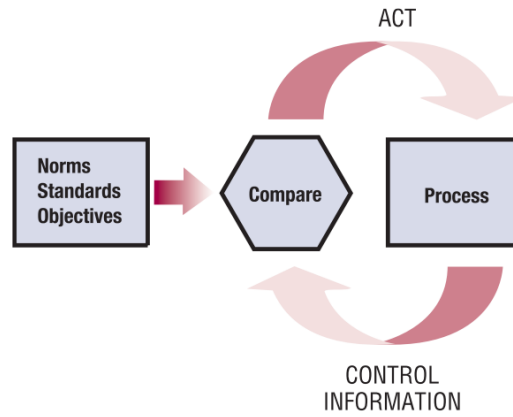 ACT
Norms
Standards
Objectives
Compare
Process
CONTROL
INFORMATION